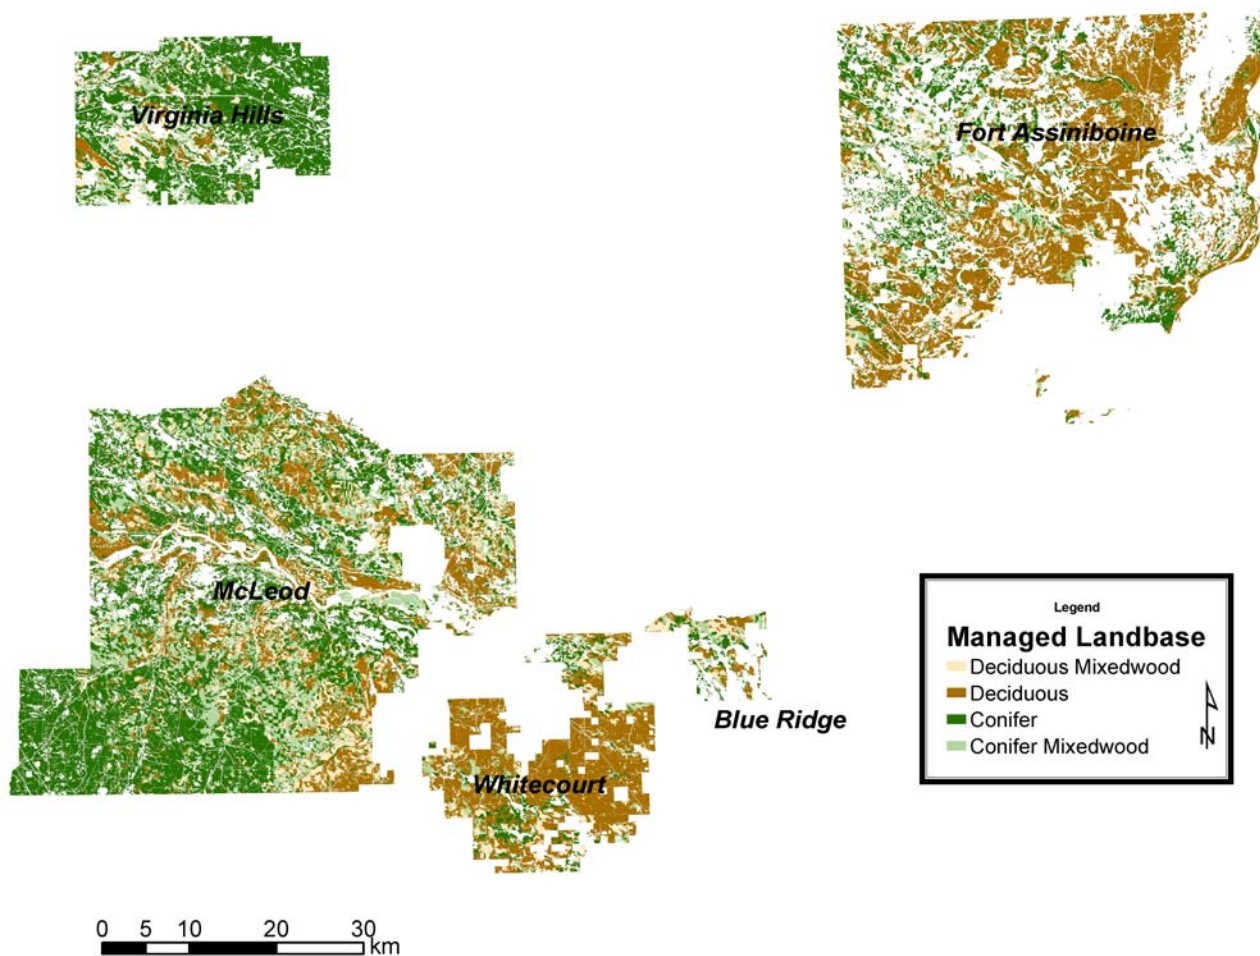 Virginia Hills
Fort Assiniboine
McLeod
Blue Ridge
Whitecourt
Legend
Managed Landbase
Deciduous Mixedwood
Deciduous
Conifer
Conifer Mixedwood
N
0 5 10 20 30
km